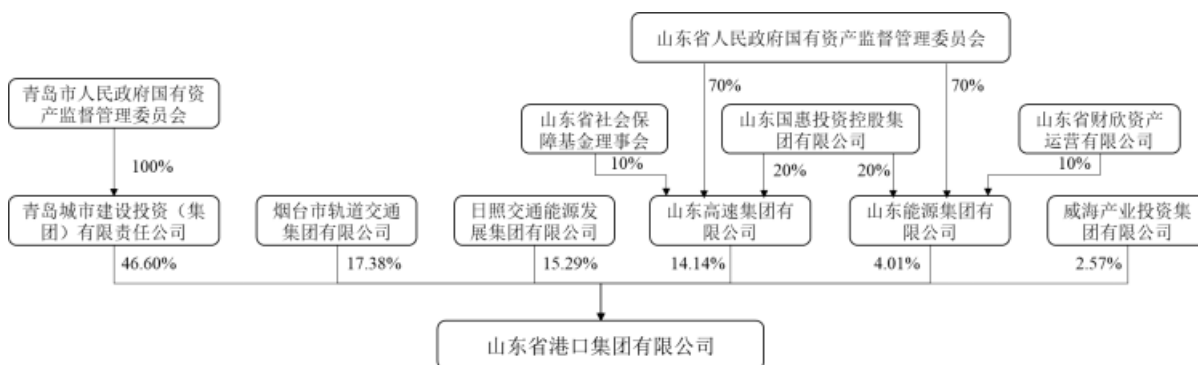 山东省人民政府国有资产监督管理委员会
青岛市人民政府国有资
产监督管理委员会
70%
70%
山东省社会保
障基金理事会
山东国惠投资控股集
团有限公司
山东省财欣资产
运营有限公司
100%
10%
20%
20%
10%
青岛城市建设投资（集
团）有限责任公司
烟台市轨道交通
集团有限公司
日照交通能源发
展集团有限公司
山东高速集团有
限公司
山东能源集团有
限公司
威海产业投资集
团有限公司
46.60%
17.38%
15.29%
14.14%
4.01%
2.57%
山东省港口集团有限公司